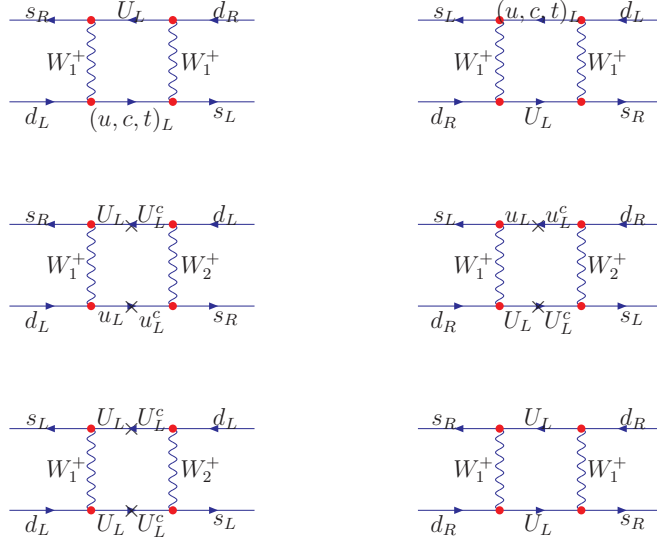 s_R U_L d_R s_L (u, c, t)_L d_L
W_1^+ W_1^+ W_1^+ W_1^+
d_L (u, c, t)_L s_L d_R U_L s_R
s_R U_L U_L^c d_L s_L u_L u_L^c d_R
W_1^+ W_2^+ W_1^+ W_2^+
d_L u_L u_L^c s_R d_R U_L U_L^c s_L
s_L U_L U_L^c d_L s_R U_L d_R
W_1^+ W_2^+ W_1^+ W_1^+
d_L U_L U_L^c s_L d_R U_L s_R